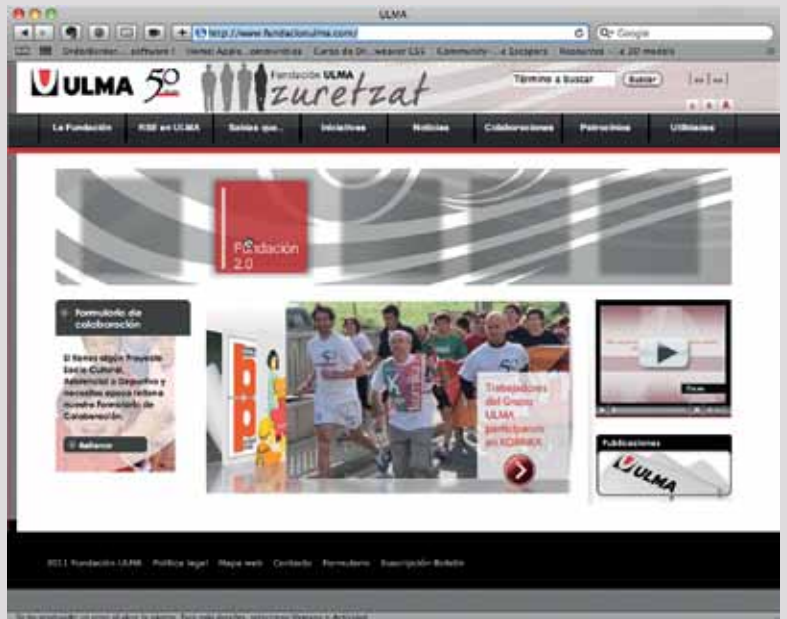 ULMA
http://www.fundacionulma.com/
Google
ULMA 50
Fundación ULMA
zuretzat
Término a buscar
Buscar
La Fundación
RSE en ULMA
Sabías que...
Iniciativas
Noticias
Colaboraciones
Patrocinios
Utilidades
Fundación
2.0
Formulario de
colaboración
Si tienes algún Proyecto
Socio Cultural,
Asistencial o Deportivo y
necesitas apoyo rellena
nuestro Formulario de
Colaboración.
Rellenar
Trabajadores
del Grupo
ULMA
participaron
en KORRIKA
Publicaciones
ULMA
2011 Fundación ULMA Política legal Mapa web Contacto Formulario Suscripción Boletín